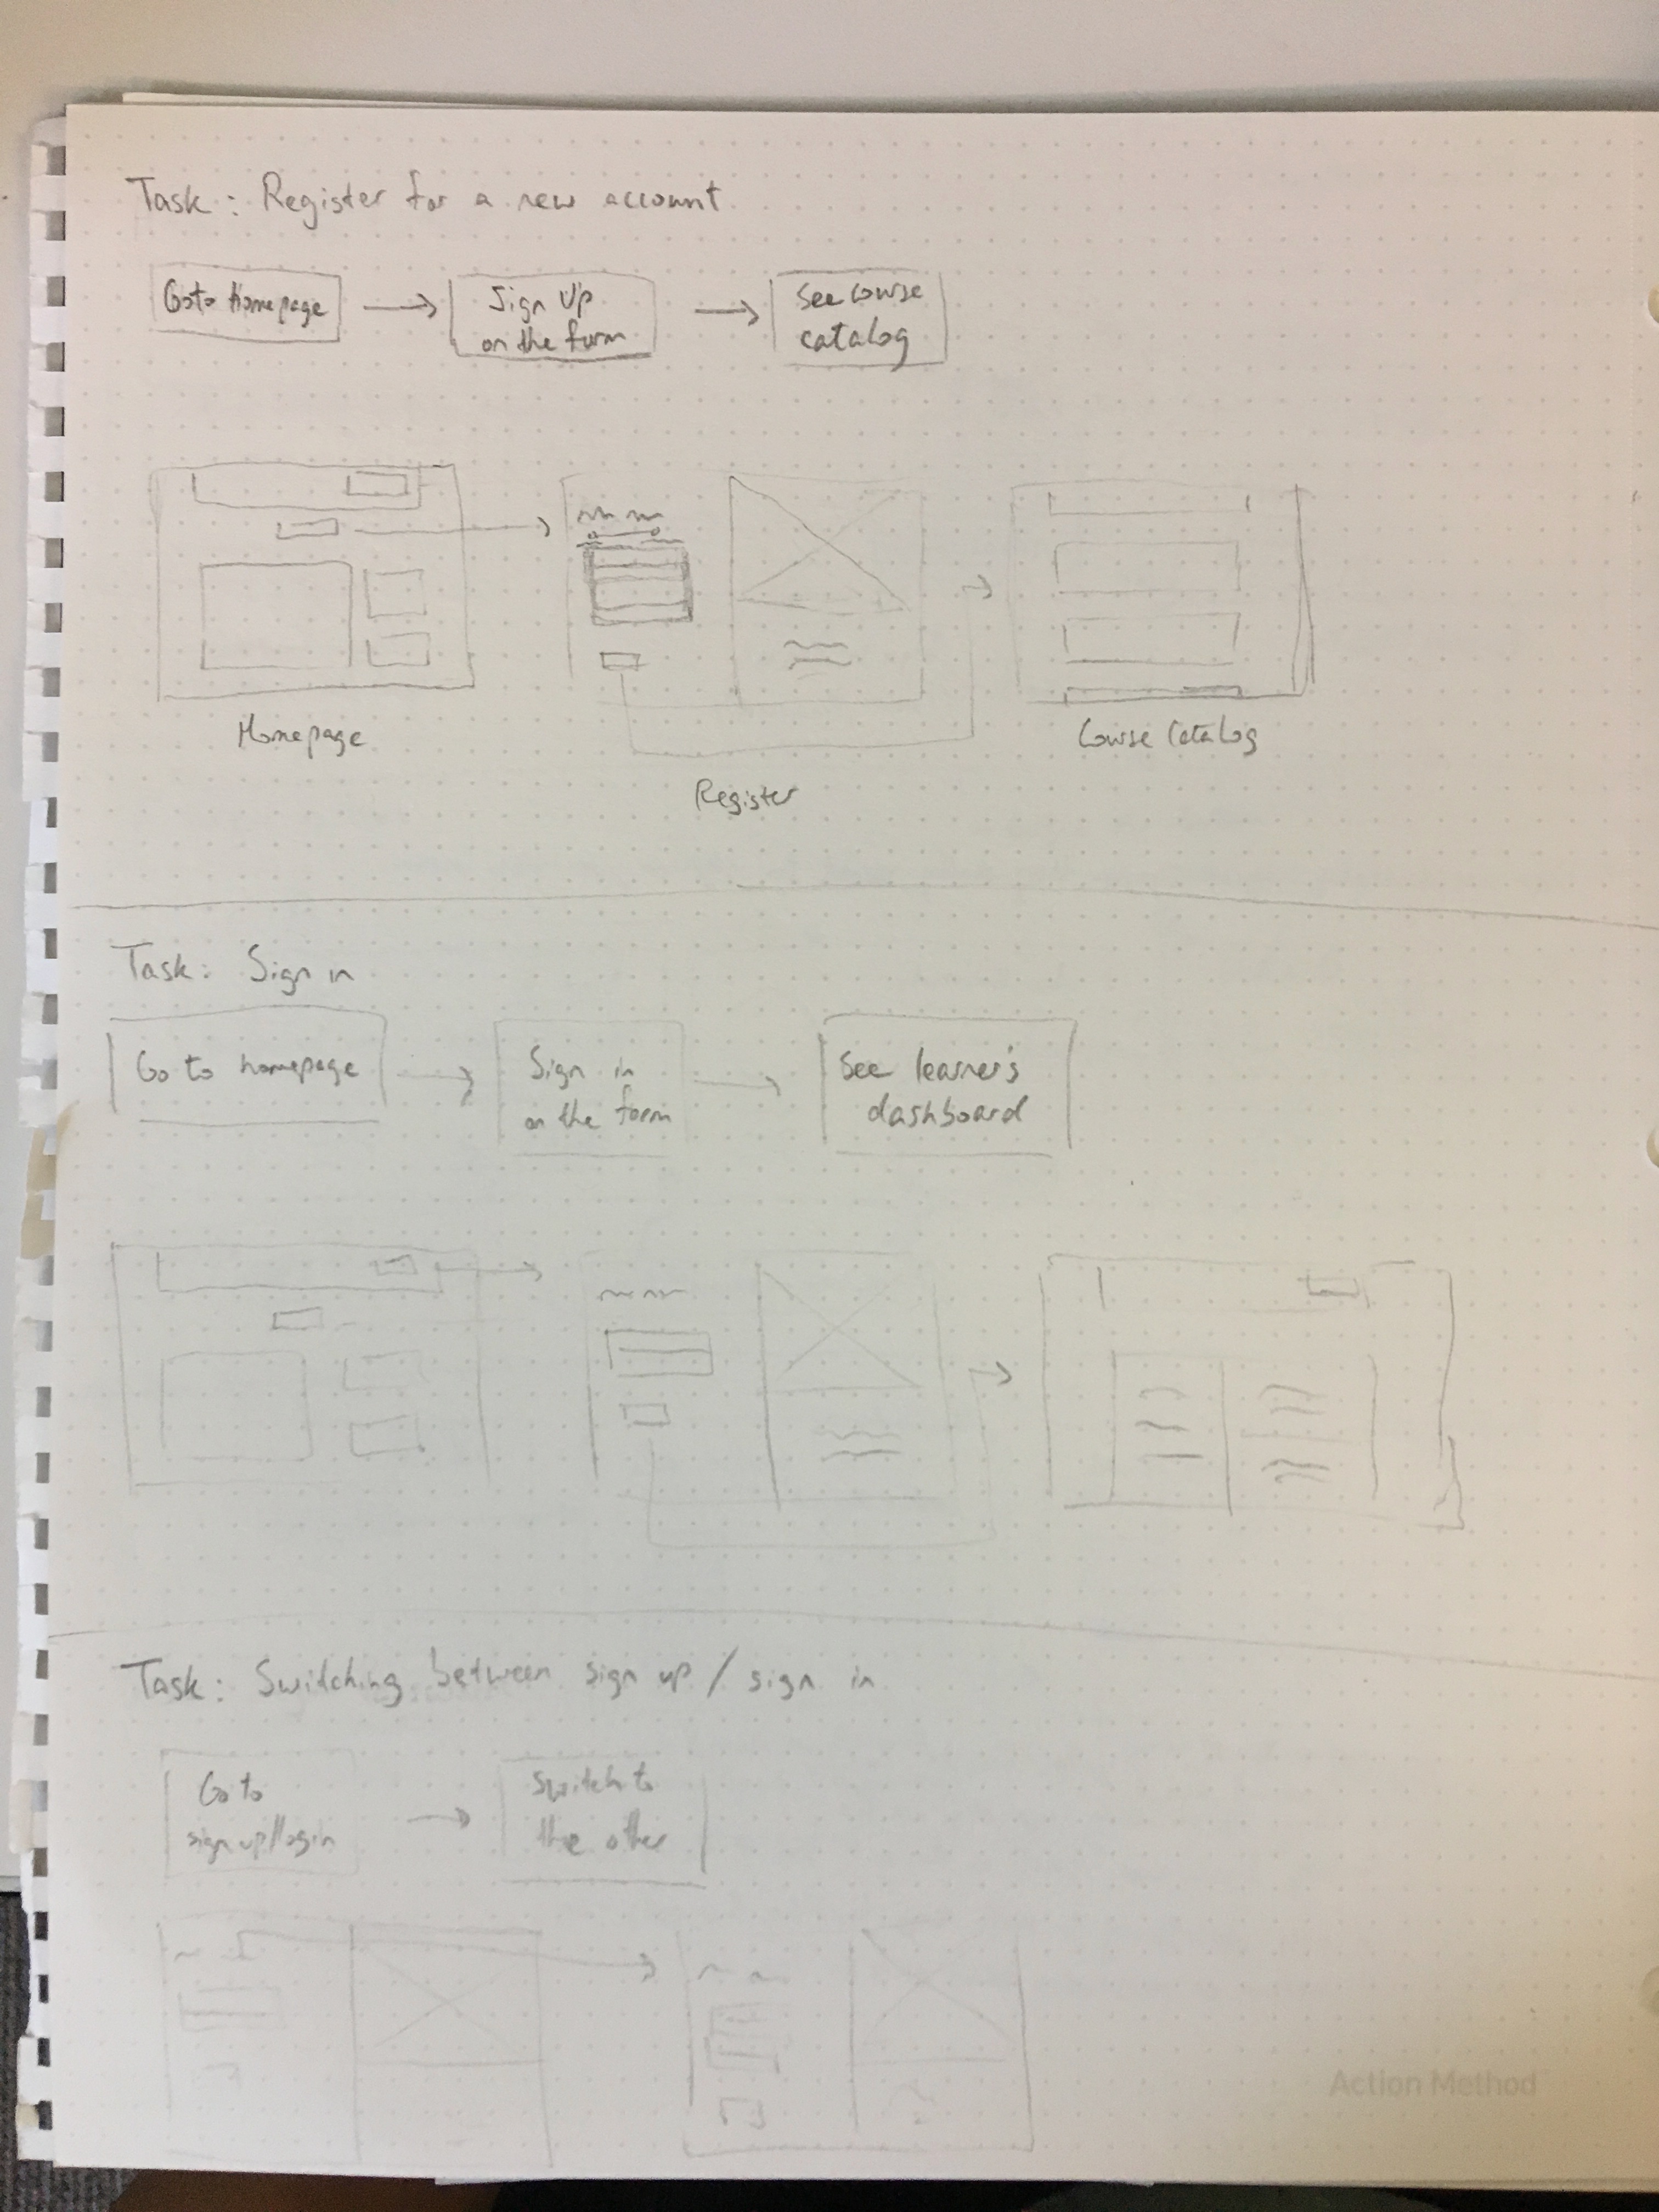 Task: Register for a new account
Go to homepage
Sign Up
on the form
See course
catalog
Homepage
Register
Course Catalog
Task: Sign in
Go to homepage
Sign in
on the form
See learner's
dashboard
Task: Switching between sign up / sign in
Go to
sign up/login
Switch to
the other
Action Method